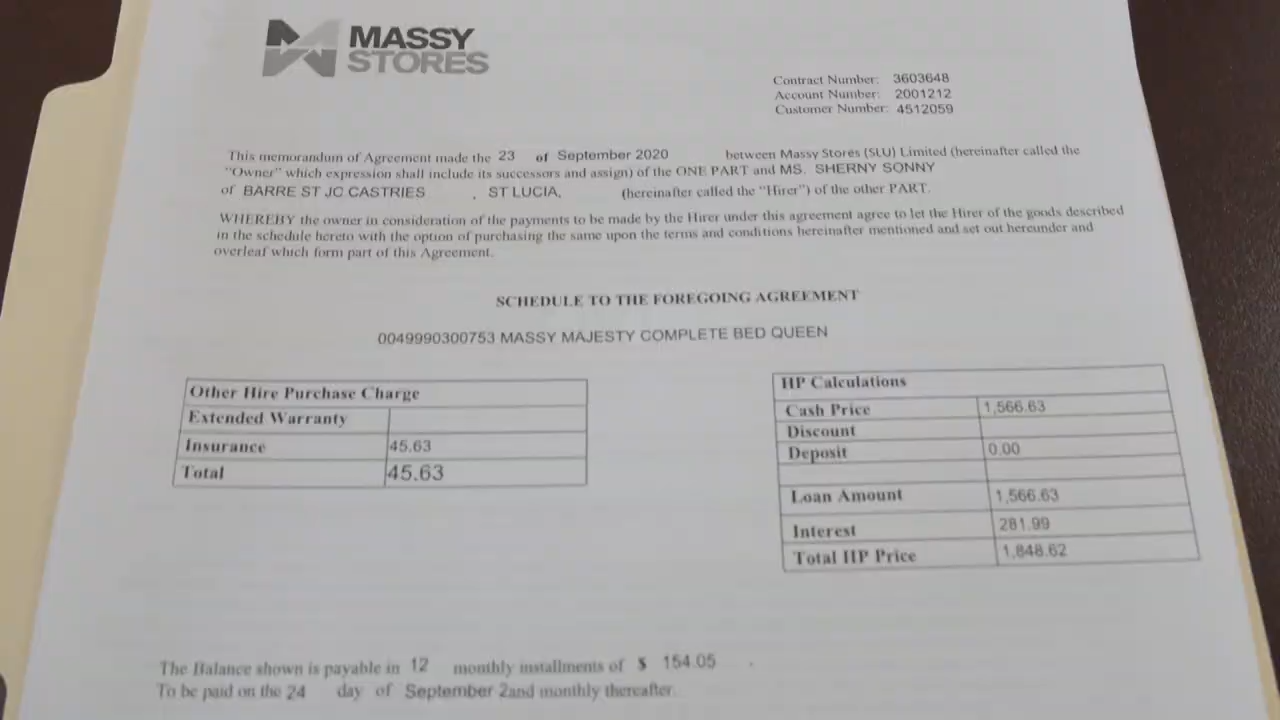 MASSY
STORES
Contract Number: 3603648
Account Number: 2001212
Customer Number: 4512059
This memorandum of Agreement made the 23 of September 2020 between Massy Stores (SLU) Limited (hereinafter called the
"Owner" which expression shall include its successors and assign) of the ONE PART and MS. SHERNY SONNY
of BARRE ST JC CASTRIES , ST LUCIA, (hereinafter called the "Hirer") of the other PART.
WHEREBY the owner in consideration of the payments to be made by the Hirer under this agreement agree to let the Hirer of the goods described
in the schedule hereto with the option of purchasing the same upon the terms and conditions hereinafter mentioned and set out hereunder and
overleaf which form part of this Agreement.
SCHEDULE TO THE FOREGOING AGREEMENT
0049990300753 MASSY MAJESTY COMPLETE BED QUEEN
Other Hire Purchase Charge
Extended Warranty
Insurance 45.63
Total 45.63
HP Calculations
Cash Price 1,566.63
Discount
Deposit 0.00
Loan Amount 1,566.63
Interest 281.99
Total HP Price 1,848.62
The Balance shown is payable in 12 monthly installments of $ 154.05 .
To be paid on the 24 day of September 2and monthly thereafter.